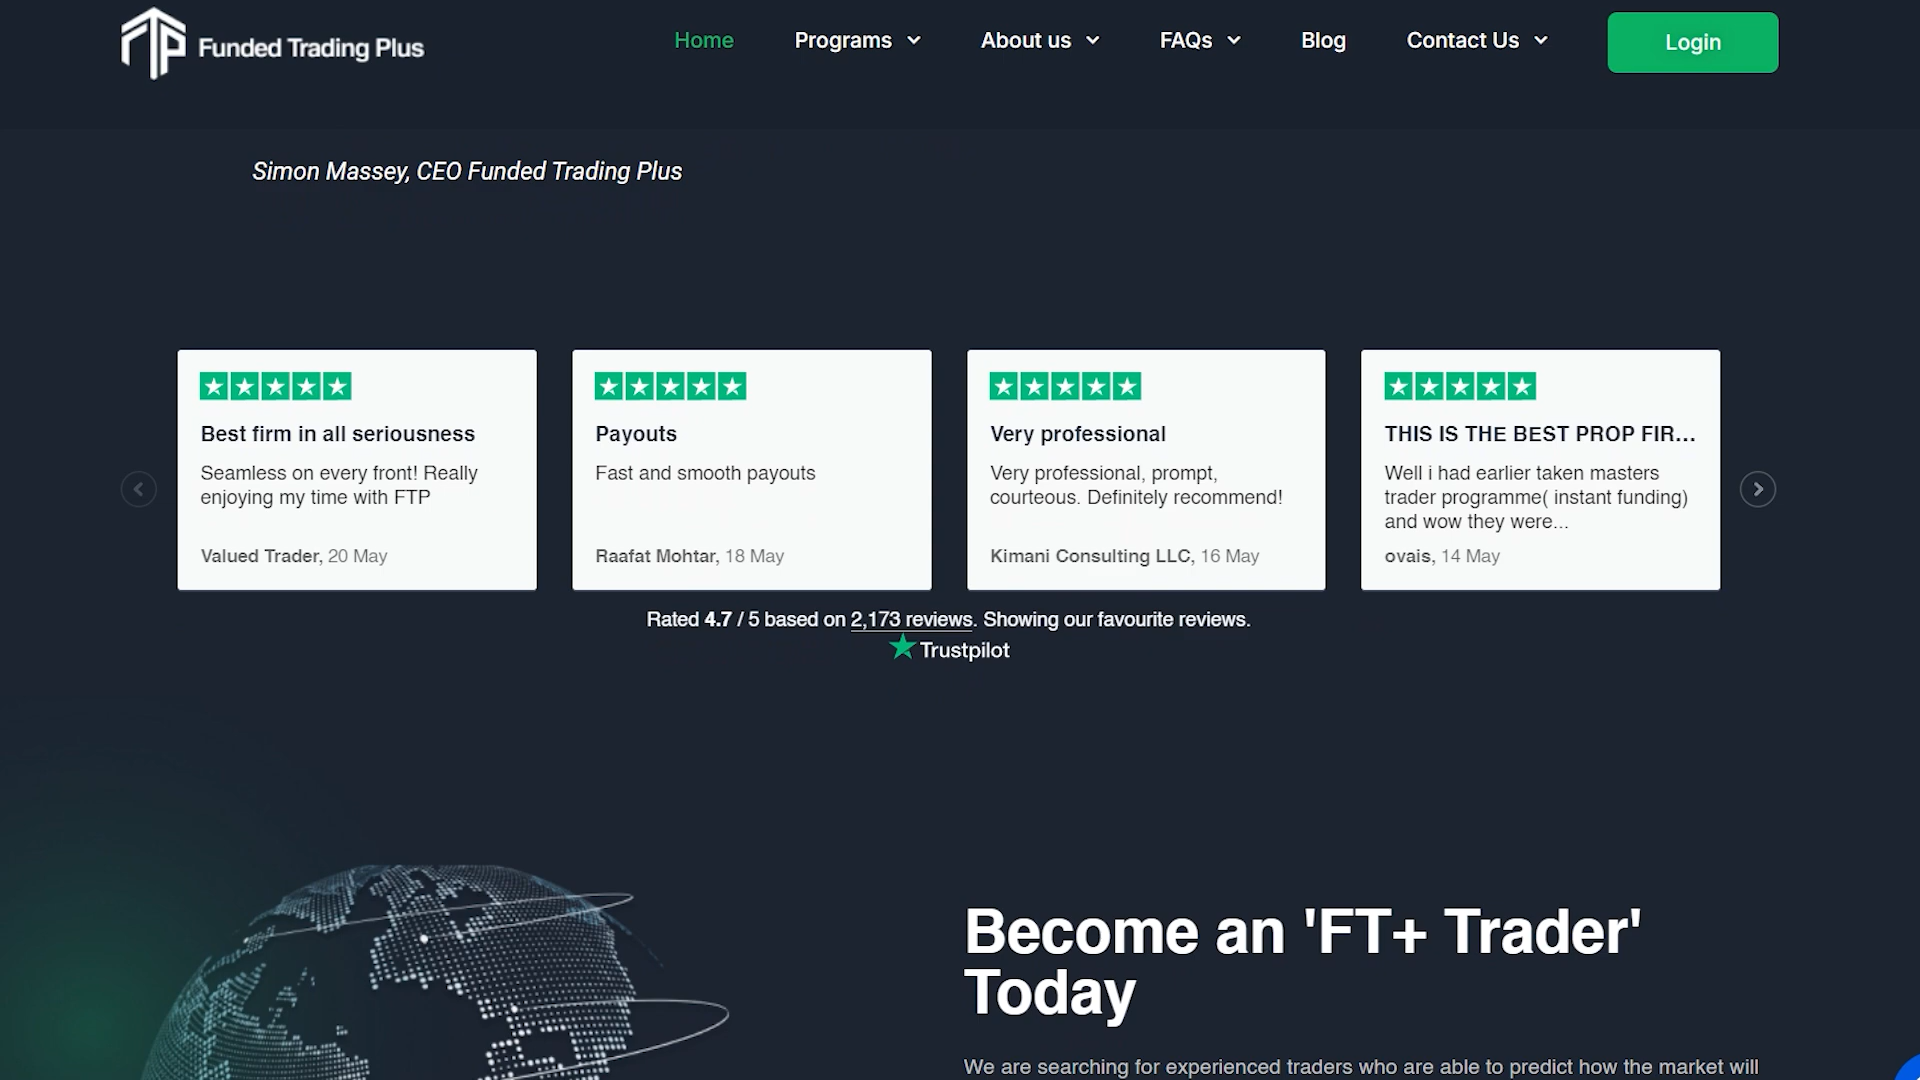 Funded Trading Plus
Home
Programs
About us
FAQs
Blog
Contact Us
Login
Simon Massey, CEO Funded Trading Plus
Best firm in all seriousness
Seamless on every front! Really
enjoying my time with FTP
Valued Trader, 20 May
Payouts
Fast and smooth payouts
Raafat Mohtar, 18 May
Very professional
Very professional, prompt,
courteous. Definitely recommend!
Kimani Consulting LLC, 16 May
THIS IS THE BEST PROP FIR...
Well i had earlier taken masters
trader programme( instant funding)
and wow they were...
ovais, 14 May
Rated 4.7 / 5 based on 2,173 reviews. Showing our favourite reviews.
Trustpilot
Become an 'FT+ Trader'
Today
We are searching for experienced traders who are able to predict how the market will